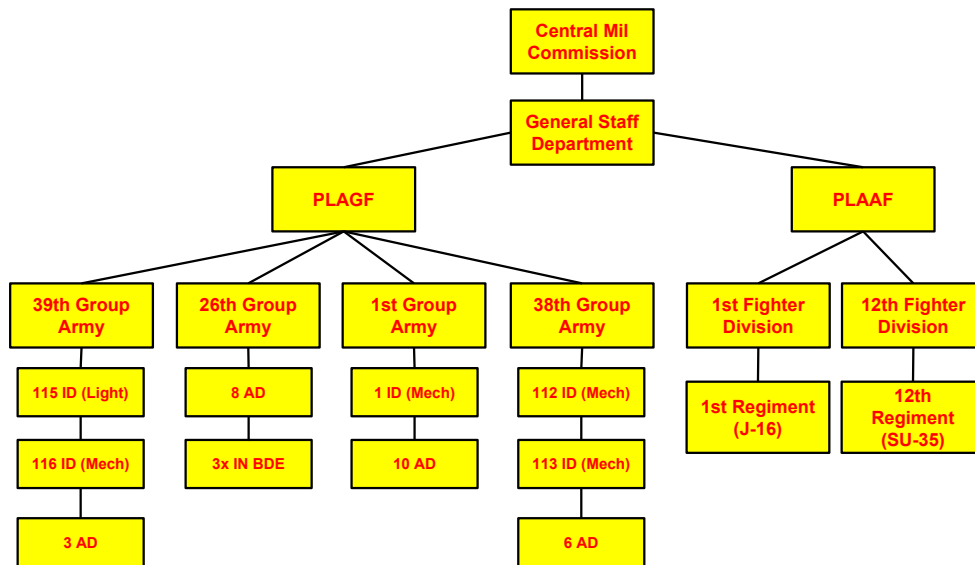 Central Mil
Commission
General Staff
Department
PLAGF
PLAAF
39th Group
Army
26th Group
Army
1st Group
Army
38th Group
Army
1st Fighter
Division
12th Fighter
Division
115 ID (Light)
8 AD
1 ID (Mech)
112 ID (Mech)
1st Regiment
(J-16)
12th
Regiment
(SU-35)
116 ID (Mech)
3x IN BDE
10 AD
113 ID (Mech)
3 AD
6 AD